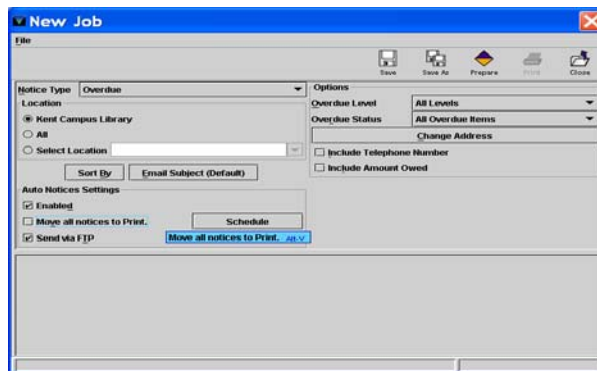 New Job
File
Save Save As Prepare Print Close
Notice Type Overdue
Location
Kent Campus Library
All
Select Location
Sort By Email Subject (Default)
Auto Notices Settings
Enabled
Move all notices to Print. Schedule
Send via FTP Move all notices to Print. Alt-V
Options
Overdue Level All Levels
Overdue Status All Overdue Items
Change Address
Include Telephone Number
Include Amount Owed